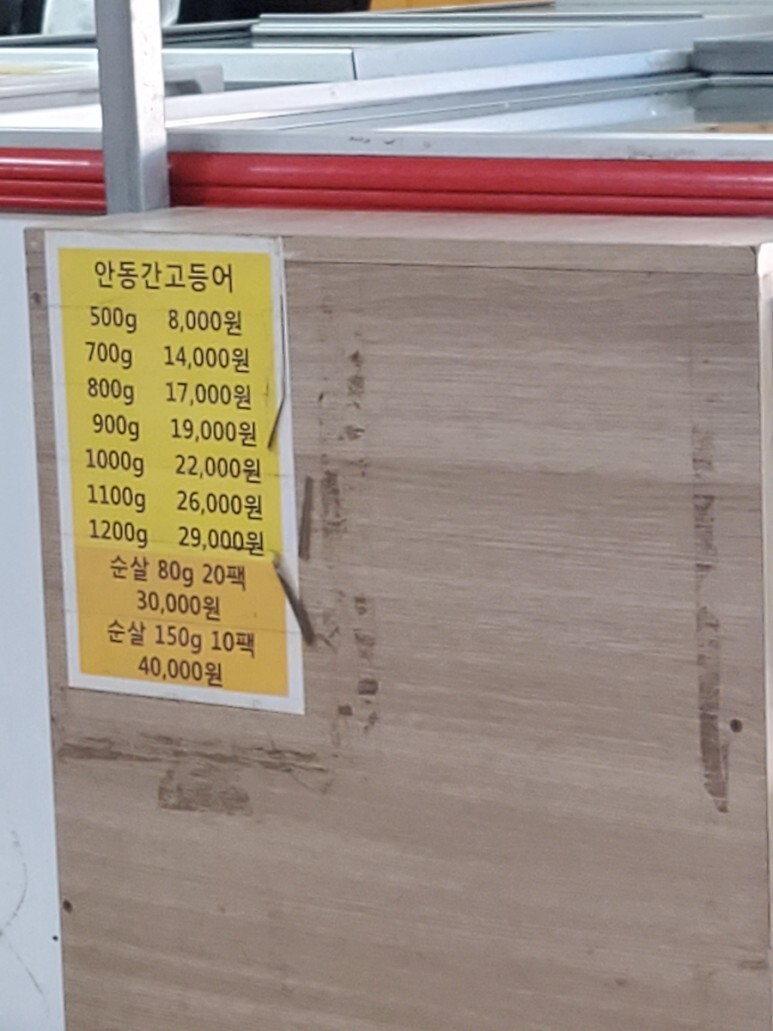 안동간고등어
500g 8,000원
700g 14,000원
800g 17,000원
900g 19,000원
1000g 22,000원
1100g 26,000원
1200g 29,000원
순살 80g 20팩
30,000원
순살 150g 10팩
40,000원